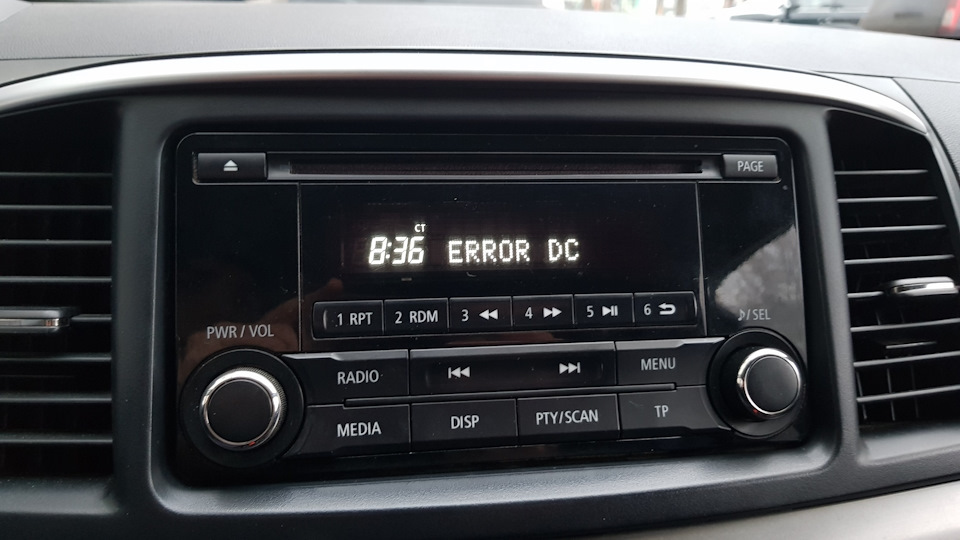 PAGE
CT
8:36 ERROR DC
1 RPT 2 RDM 3 4 5 6
PWR / VOL
/ SEL
RADIO MENU
MEDIA DISP PTY/SCAN TP